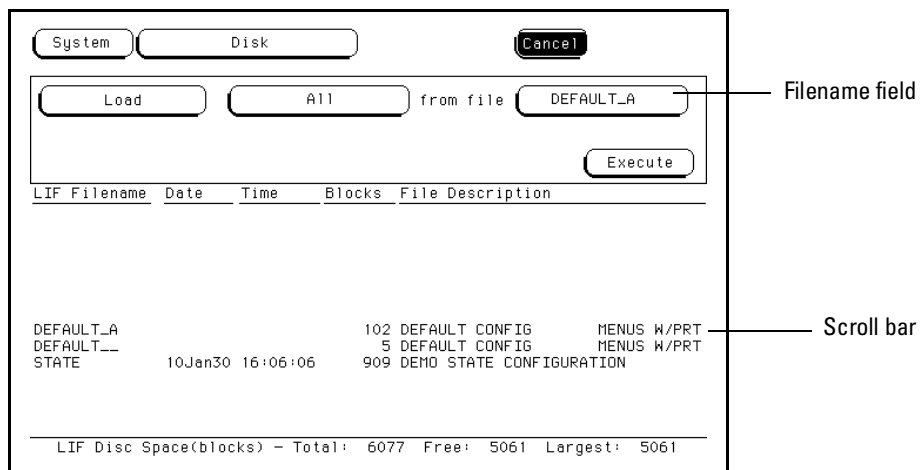 System Disk Cancel
Load All from file DEFAULT_A Filename field
Execute
LIF Filename Date Time Blocks File Description
DEFAULT_A 102 DEFAULT CONFIG MENUS W/PRT Scroll bar
DEFAULT__ 5 DEFAULT CONFIG MENUS W/PRT
STATE 10Jan30 16:06:06 909 DEMO STATE CONFIGURATION
LIF Disc Space(blocks) - Total: 6077 Free: 5061 Largest: 5061